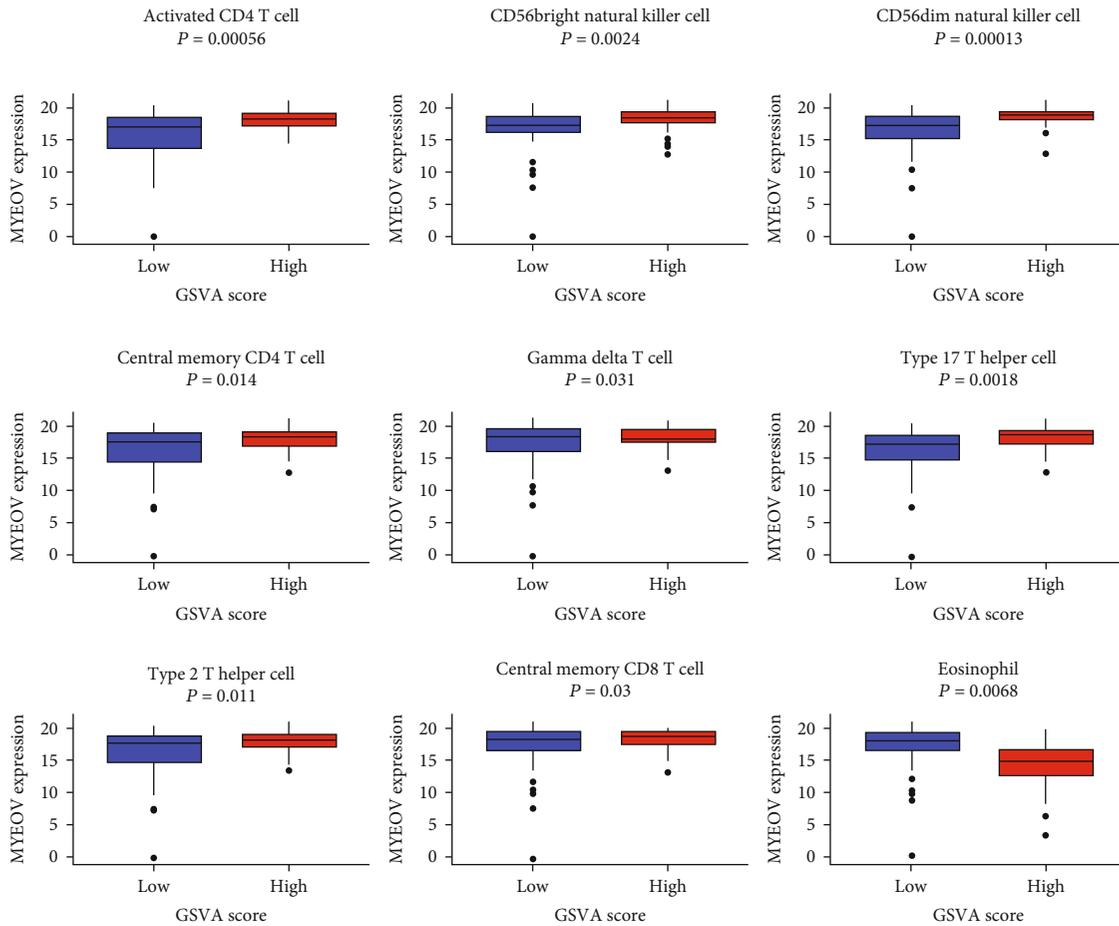 Activated CD4 T cell
P = 0.00056
MYEOV expression
20
15
10
5
0
Low
High
GSVA score
CD56bright natural killer cell
P = 0.0024
MYEOV expression
20
15
10
5
0
Low
High
GSVA score
CD56dim natural killer cell
P = 0.00013
MYEOV expression
20
15
10
5
0
Low
High
GSVA score
Central memory CD4 T cell
P = 0.014
MYEOV expression
20
15
10
5
0
Low
High
GSVA score
Gamma delta T cell
P = 0.031
MYEOV expression
20
15
10
5
0
Low
High
GSVA score
Type 17 T helper cell
P = 0.0018
MYEOV expression
20
15
10
5
0
Low
High
GSVA score
Type 2 T helper cell
P = 0.011
MYEOV expression
20
15
10
5
0
Low
High
GSVA score
Central memory CD8 T cell
P = 0.03
MYEOV expression
20
15
10
5
0
Low
High
GSVA score
Eosinophil
P = 0.0068
MYEOV expression
20
15
10
5
0
Low
High
GSVA score